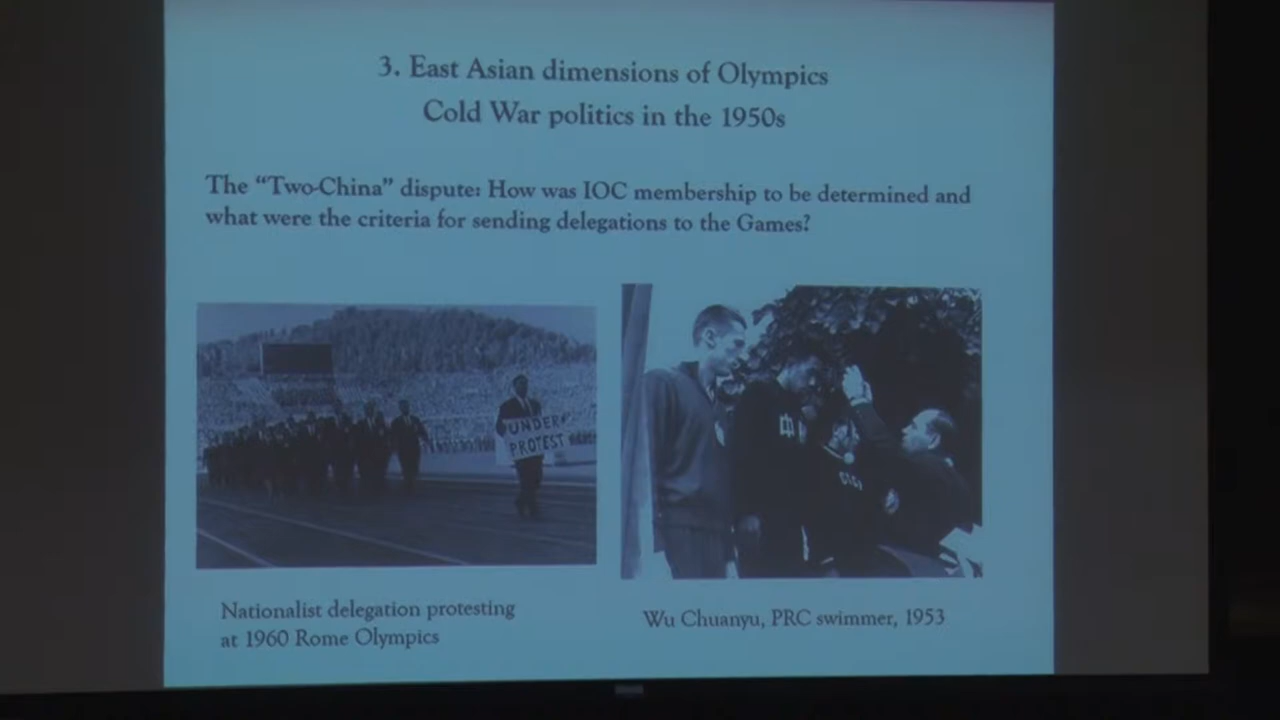 3. East Asian dimensions of Olympics
Cold War politics in the 1950s
The “Two-China” dispute: How was IOC membership to be determined and
what were the criteria for sending delegations to the Games?
UNDER
PROTEST
中
CCCP
Nationalist delegation protesting
at 1960 Rome Olympics
Wu Chuanyu, PRC swimmer, 1953